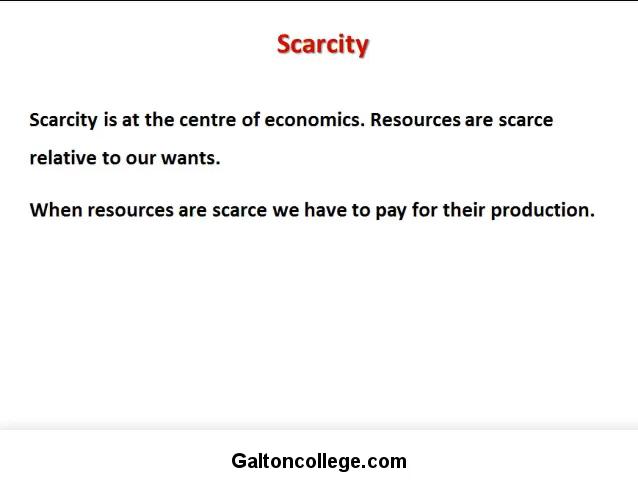 Scarcity
Scarcity is at the centre of economics. Resources are scarce
relative to our wants.
When resources are scarce we have to pay for their production.
Galtoncollege.com